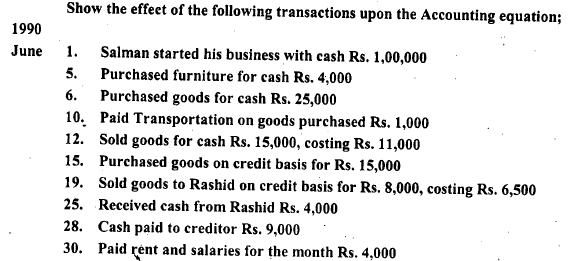 Show the effect of the following transactions upon the Accounting equation;
1990
June 1. Salman started his business with cash Rs. 1,00,000
5. Purchased furniture for cash Rs. 4,000
6. Purchased goods for cash Rs. 25,000
10. Paid Transportation on goods purchased Rs. 1,000
12. Sold goods for cash Rs. 15,000, costing Rs. 11,000
15. Purchased goods on credit basis for Rs. 15,000
19. Sold goods to Rashid on credit basis for Rs. 8,000, costing Rs. 6,500
25. Received cash from Rashid Rs. 4,000
28. Cash paid to creditor Rs. 9,000
30. Paid rent and salaries for the month Rs. 4,000